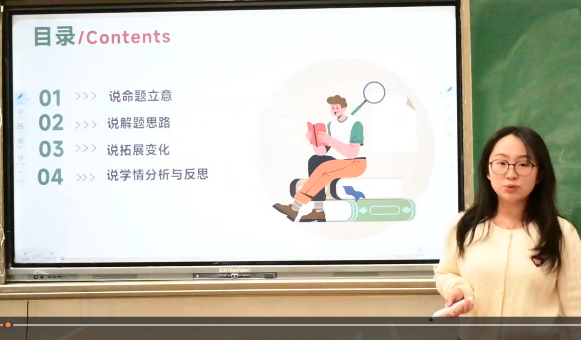 目录/Contents
01 >>> 说命题立意
02 >>> 说解题思路
03 >>> 说拓展变化
04 >>> 说学情分析与反思